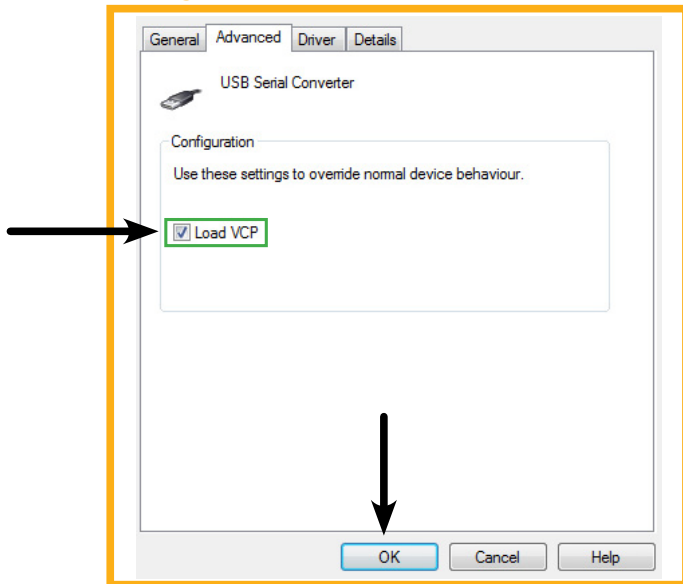 General Advanced Driver Details
USB Serial Converter
Configuration
Use these settings to override normal device behaviour.
Load VCP
OK Cancel Help